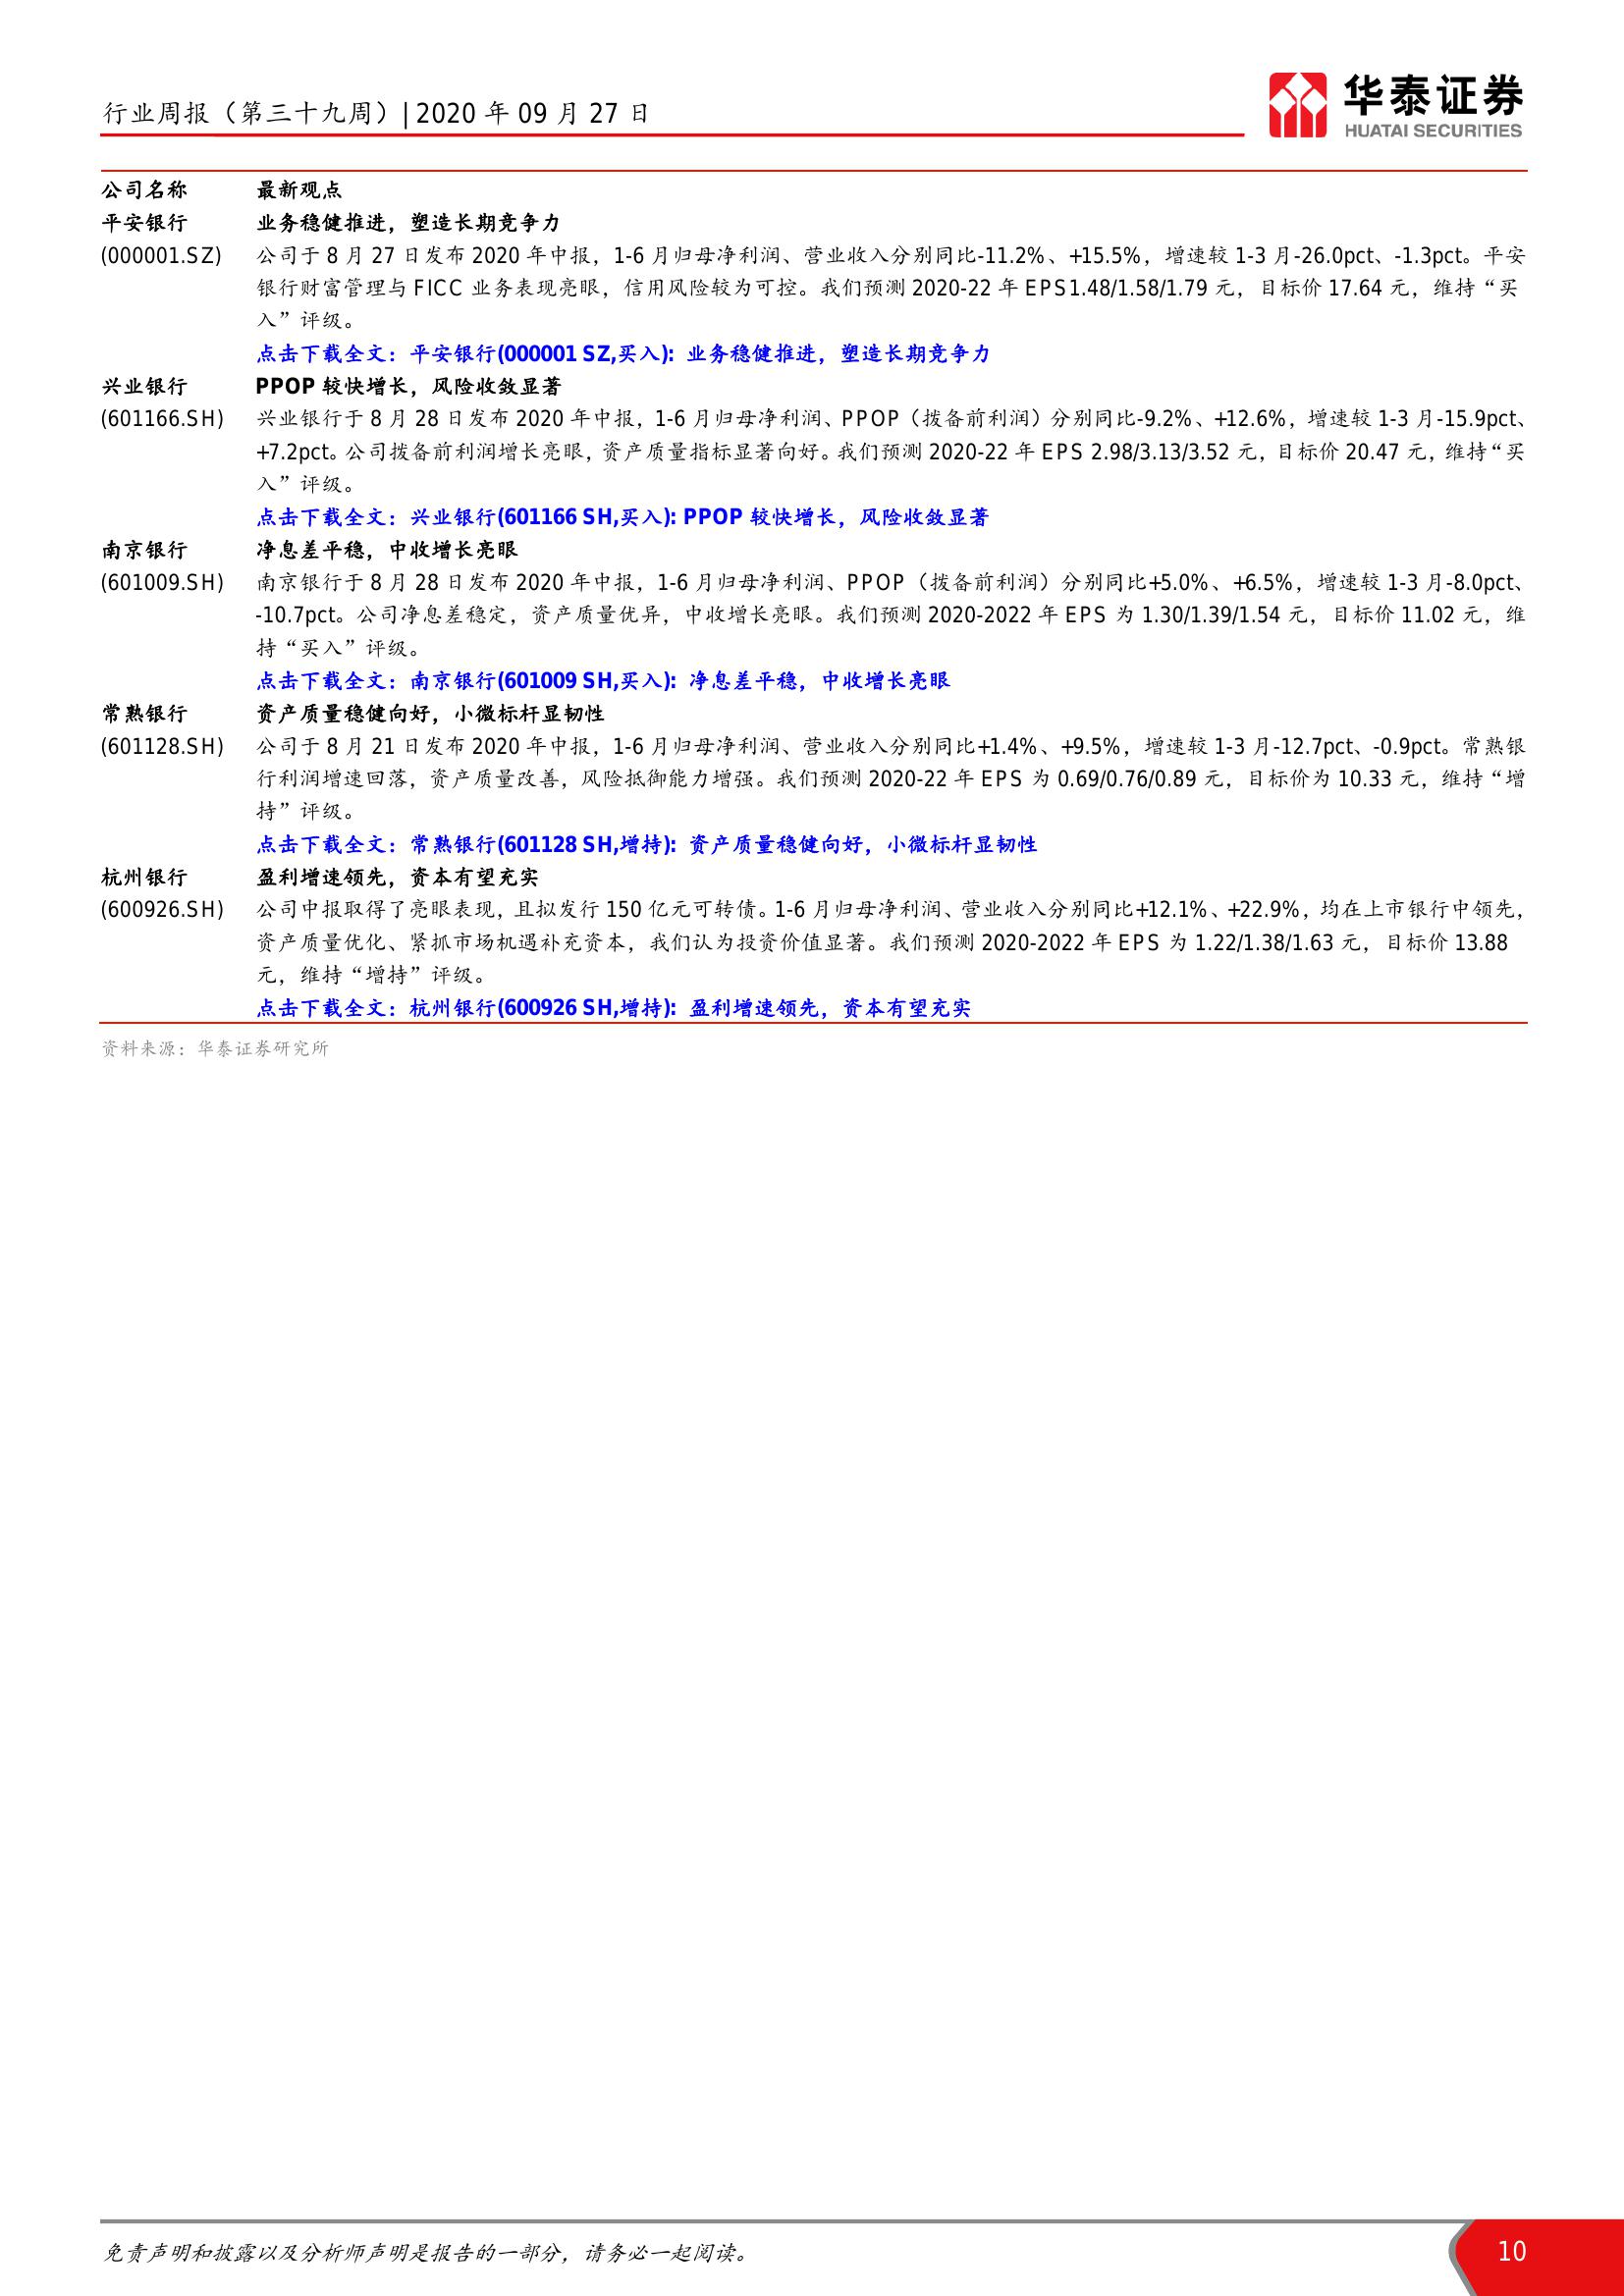 行业周报（第三十九周）| 2020 年 09 月 27 日
华泰证券
HUATAI SECURITIES
公司名称 最新观点
平安银行 业务稳健推进，塑造长期竞争力
(000001.SZ) 公司于 8 月 27 日发布 2020 年中报，1-6 月归母净利润、营业收入分别同比-11.2%、+15.5%，增速较 1-3 月-26.0pct、-1.3pct。平安
银行财富管理与 FICC 业务表现亮眼，信用风险较为可控。我们预测 2020-22 年 EPS1.48/1.58/1.79 元，目标价 17.64 元，维持“买
入”评级。
点击下载全文：平安银行(000001 SZ,买入): 业务稳健推进，塑造长期竞争力
兴业银行 PPOP 较快增长，风险收敛显著
(601166.SH) 兴业银行于 8 月 28 日发布 2020 年中报，1-6 月归母净利润、PPOP（拨备前利润）分别同比-9.2%、+12.6%，增速较 1-3 月-15.9pct、
+7.2pct。公司拨备前利润增长亮眼，资产质量指标显著向好。我们预测 2020-22 年 EPS 2.98/3.13/3.52 元，目标价 20.47 元，维持“买
入”评级。
点击下载全文：兴业银行(601166 SH,买入): PPOP 较快增长，风险收敛显著
南京银行 净息差平稳，中收增长亮眼
(601009.SH) 南京银行于 8 月 28 日发布 2020 年中报，1-6 月归母净利润、PPOP（拨备前利润）分别同比+5.0%、+6.5%，增速较 1-3 月-8.0pct、
-10.7pct。公司净息差稳定，资产质量优异，中收增长亮眼。我们预测 2020-2022 年 EPS 为 1.30/1.39/1.54 元，目标价 11.02 元，维
持“买入”评级。
点击下载全文：南京银行(601009 SH,买入): 净息差平稳，中收增长亮眼
常熟银行 资产质量稳健向好，小微标杆显韧性
(601128.SH) 公司于 8 月 21 日发布 2020 年中报，1-6 月归母净利润、营业收入分别同比+1.4%、+9.5%，增速较 1-3 月-12.7pct、-0.9pct。常熟银
行利润增速回落，资产质量改善，风险抵御能力增强。我们预测 2020-22 年 EPS 为 0.69/0.76/0.89 元，目标价为 10.33 元，维持“增
持”评级。
点击下载全文：常熟银行(601128 SH,增持): 资产质量稳健向好，小微标杆显韧性
杭州银行 盈利增速领先，资本有望充实
(600926.SH) 公司中报取得了亮眼表现，且拟发行 150 亿元可转债。1-6 月归母净利润、营业收入分别同比+12.1%、+22.9%，均在上市银行中领先，
资产质量优化、紧抓市场机遇补充资本，我们认为投资价值显著。我们预测 2020-2022 年 EPS 为 1.22/1.38/1.63 元，目标价 13.88
元，维持“增持”评级。
点击下载全文：杭州银行(600926 SH,增持): 盈利增速领先，资本有望充实
资料来源：华泰证券研究所
免责声明和披露以及分析师声明是报告的一部分，请务必一起阅读。
10